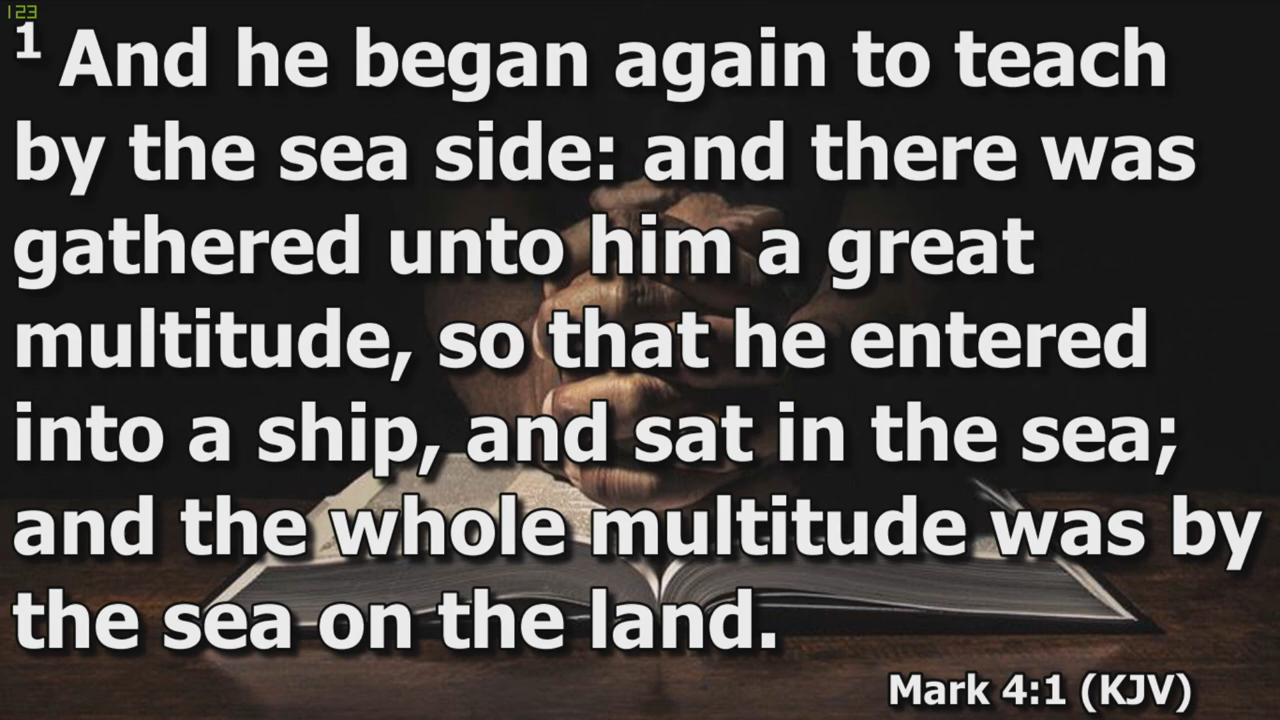 123
1 And he began again to teach
by the sea side: and there was
gathered unto him a great
multitude, so that he entered
into a ship, and sat in the sea;
and the whole multitude was by
the sea on the land.
Mark 4:1 (KJV)